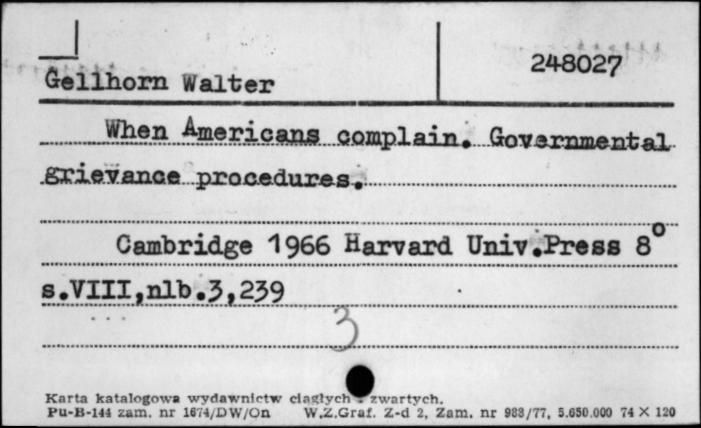 Gellhorn Walter
248027
When Americans complain. Governmental
grievance procedures.
Cambridge 1966 Harvard Univ.Press 8°
s.VIII,nlb.3,239
3
Karta katalogowa wydawnictw ciągłych - zwartych.
Pu-B-144 zam. nr 1674/DW/On W.Z.Graf. Z-d 2, Zam. nr 983/77, 5.650.000 74 X 120